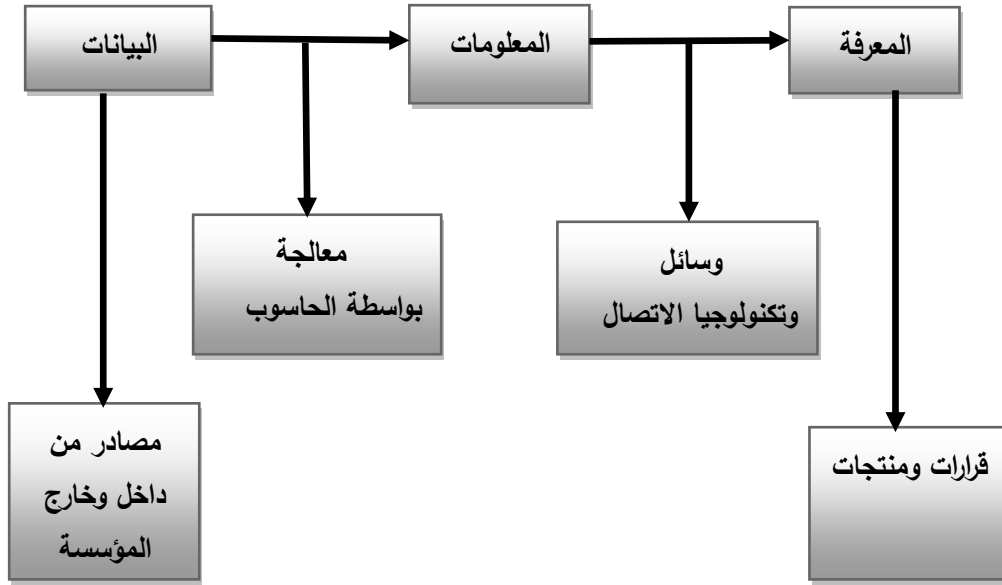 البيانات
المعلومات
المعرفة
معالجة
بواسطة الحاسوب
وسائل
وتكنولوجيا الاتصال
مصادر من
داخل وخارج
المؤسسة
قرارات ومنتجات